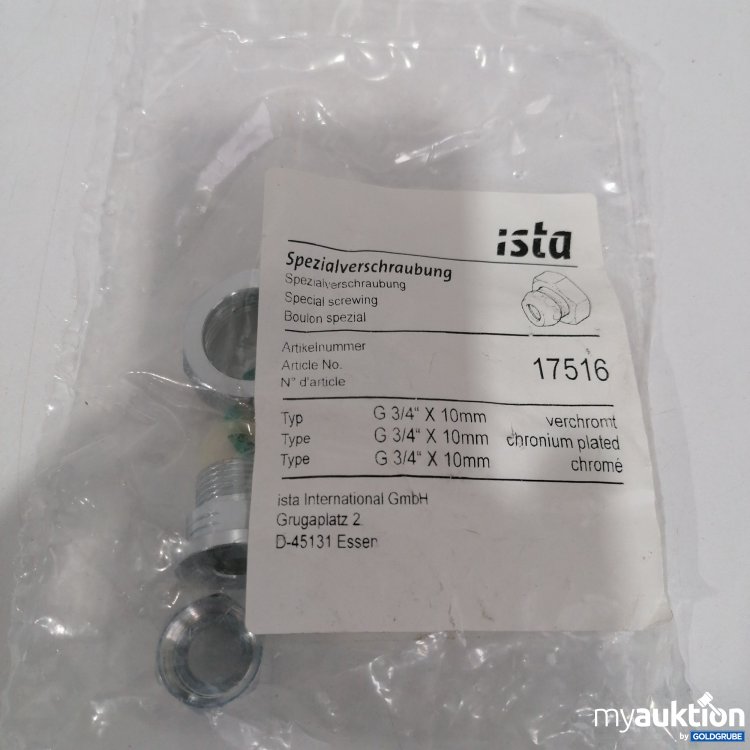 ista
Spezialverschraubung
Spezialverschraubung
Special screwing
Boulon spezial
Artikelnummer
Article No.
N° d'article
17516
Typ G 3/4" X 10mm verchromt
Type G 3/4" X 10mm chronium plated
Type G 3/4" X 10mm chromé
ista International GmbH
Grugaplatz 2
D-45131 Essen
myauktion
by GOLDGRUBE